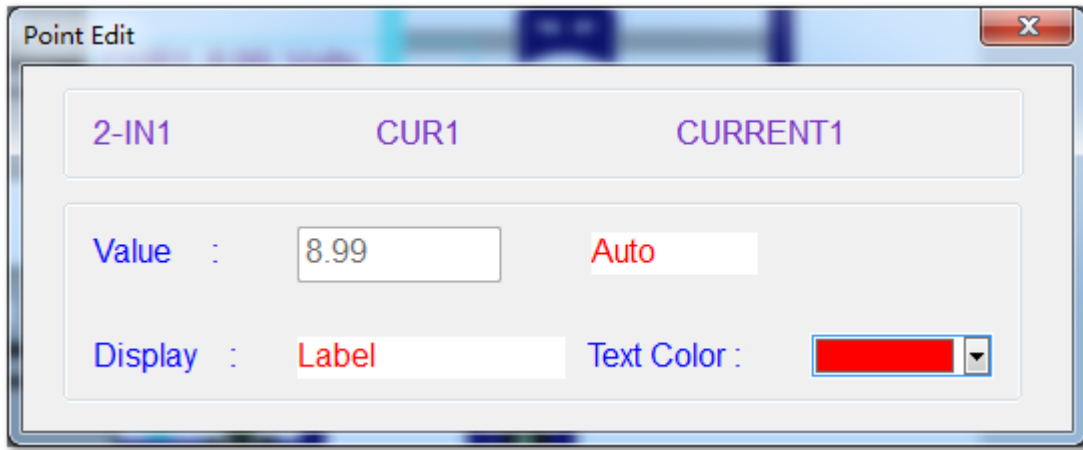 Point Edit
2-IN1 CUR1 CURRENT1
Value : 8.99 Auto
Display : Label Text Color :